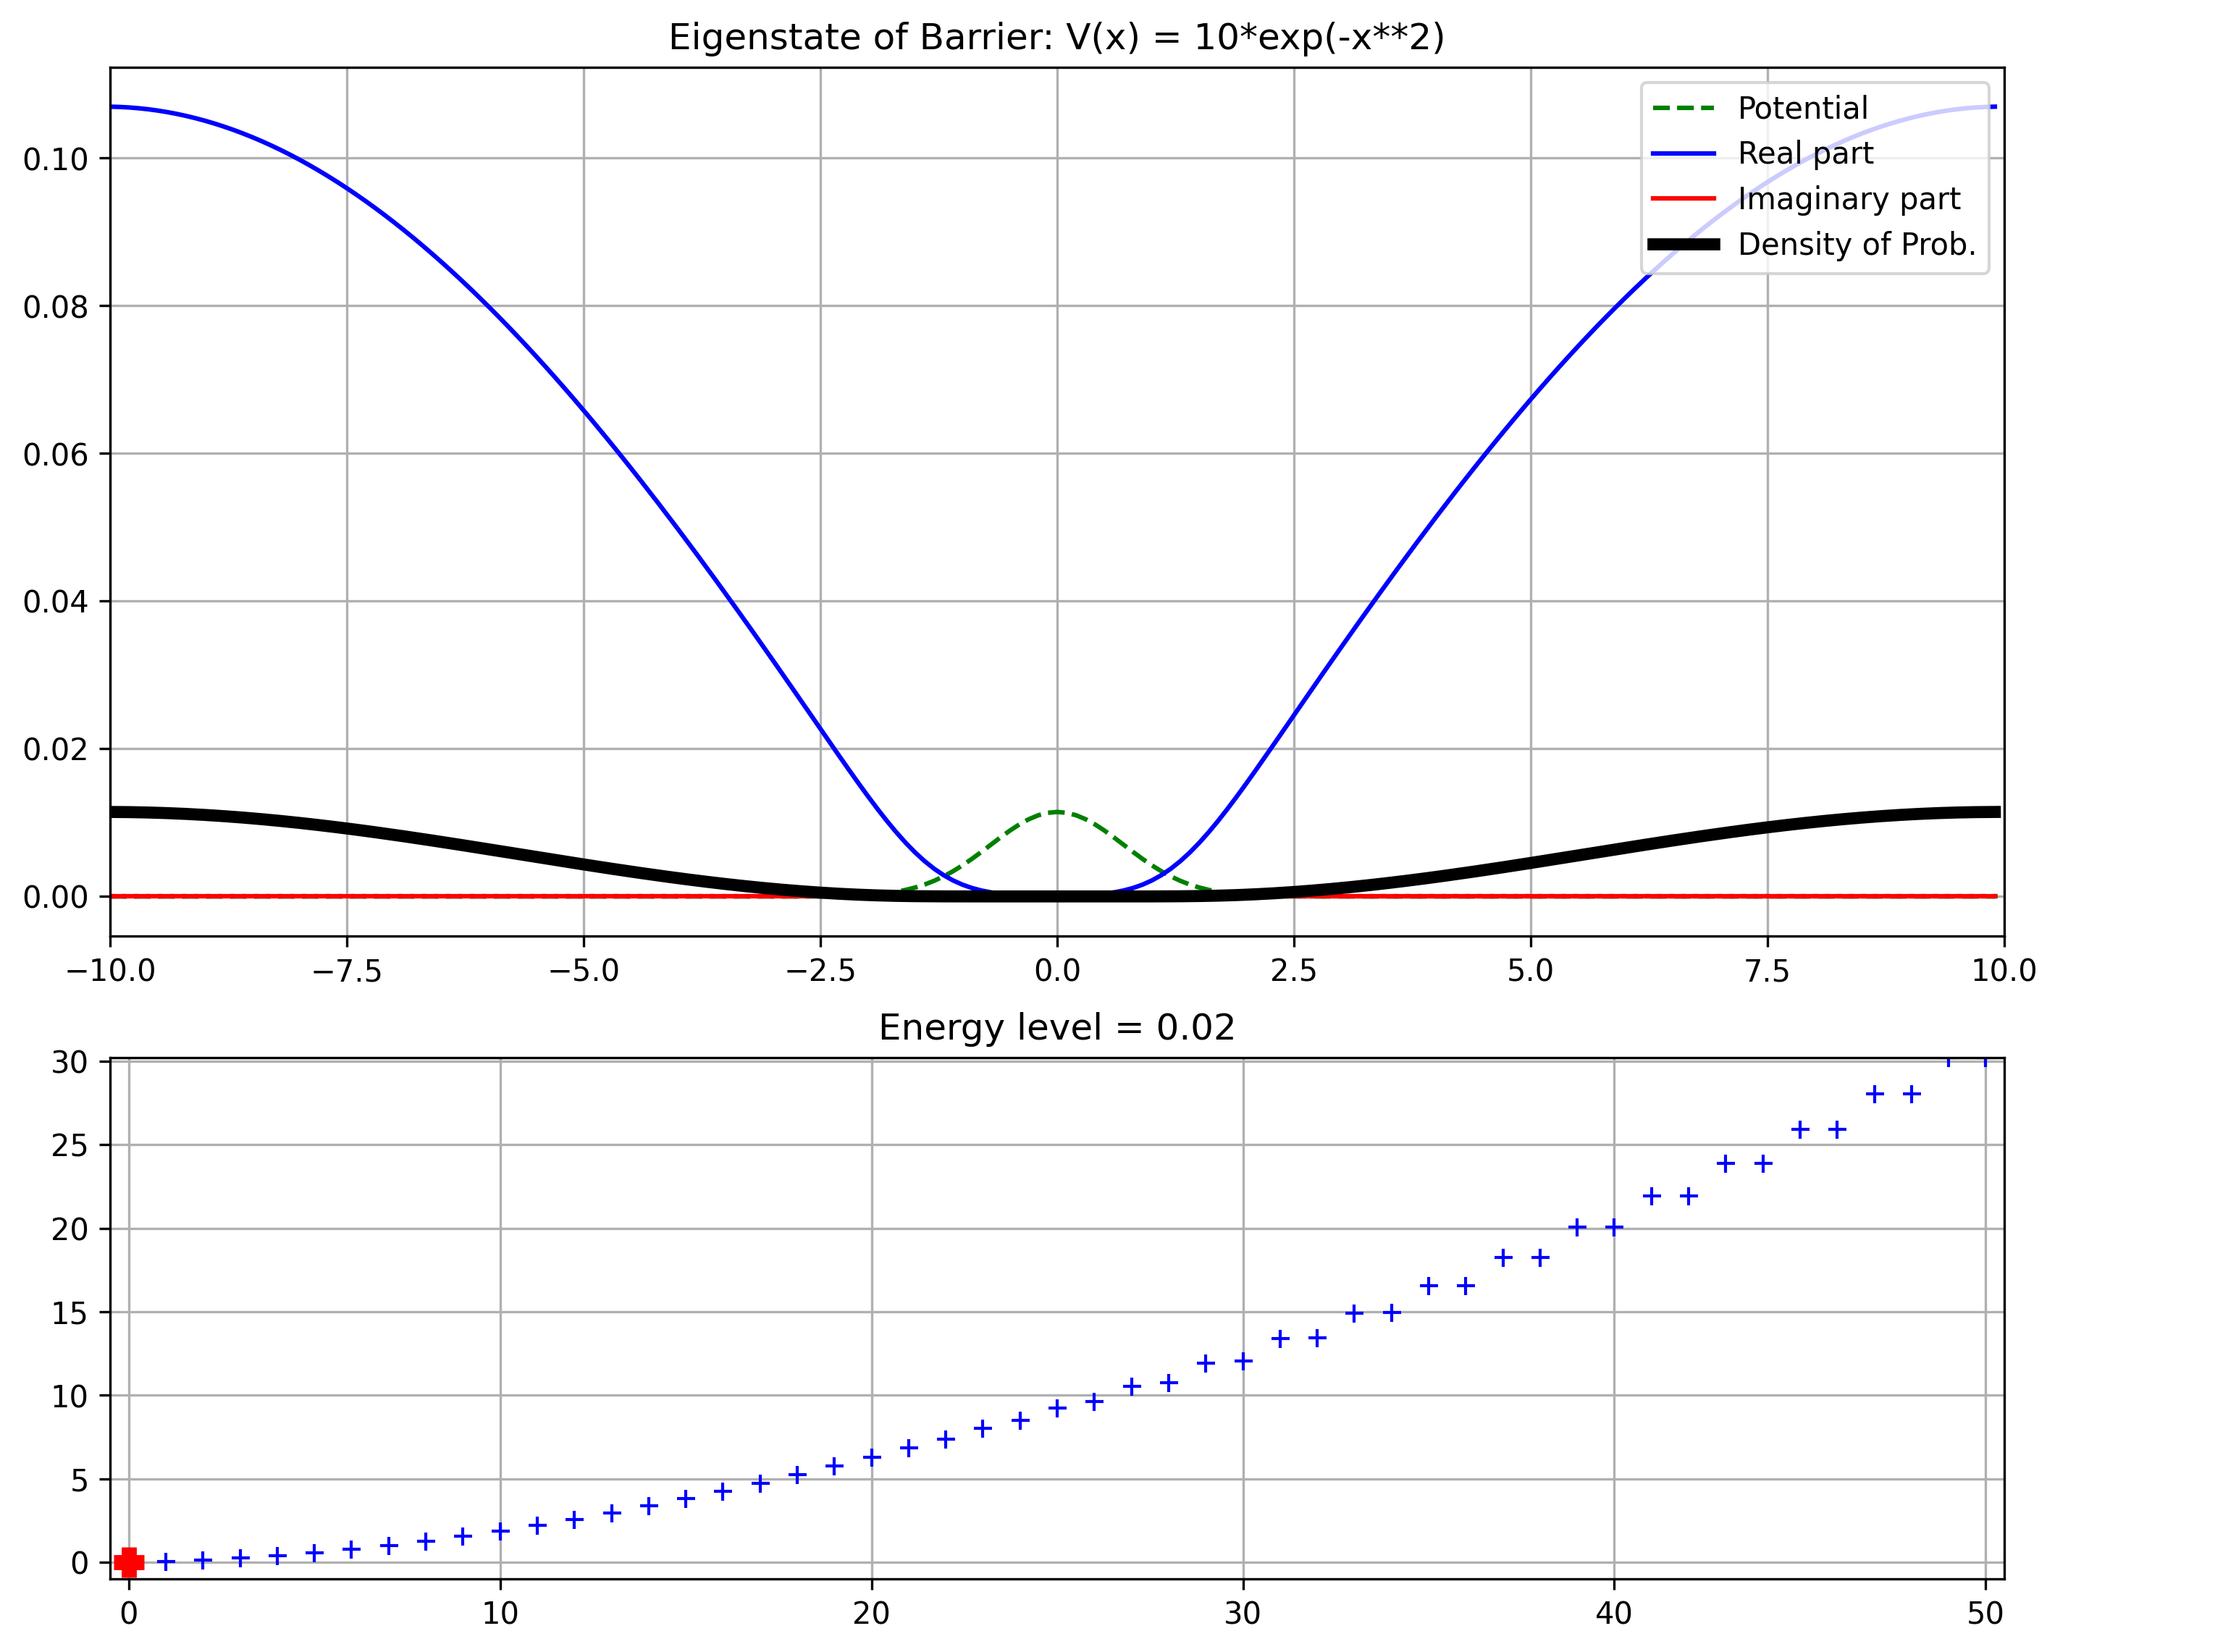 Eigenstate of Barrier: V(x) = 10*exp(-x**2)
Potential
Real part
Imaginary part
Density of Prob.
0.10
0.08
0.06
0.04
0.02
0.00
−10.0 −7.5 −5.0 −2.5 0.0 2.5 5.0 7.5 10.0
Energy level = 0.02
30
25
20
15
10
5
0
0 10 20 30 40 50